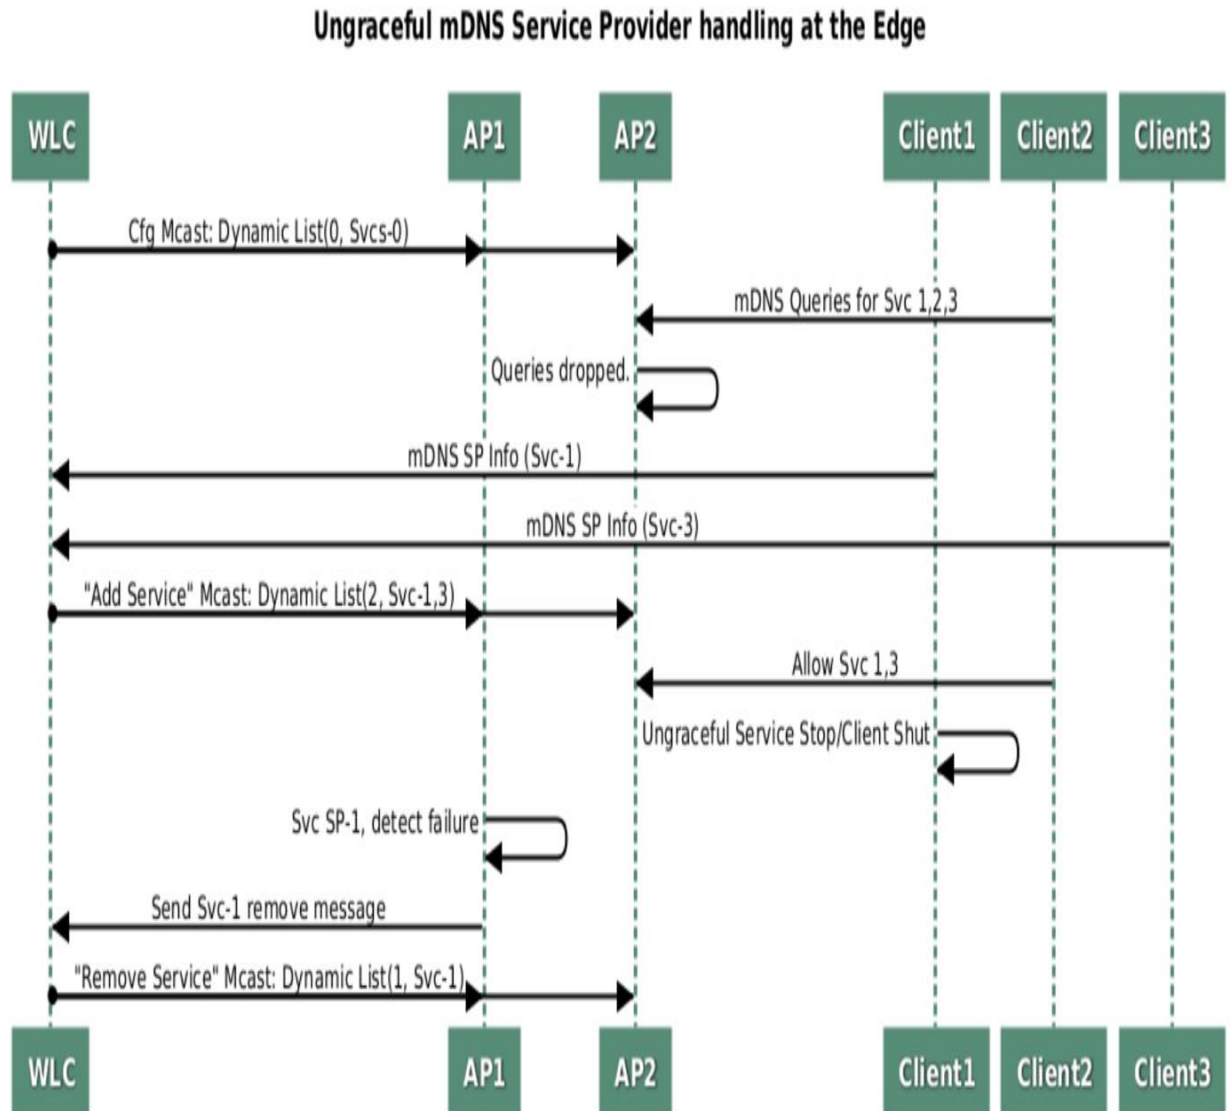 Ungraceful mDNS Service Provider handling at the Edge
WLC
AP1
AP2
Client1
Client2
Client3
Cfg Mcast: Dynamic List(0, Svcs-0)
mDNS Queries for Svc 1,2,3
Queries dropped.
mDNS SP Info (Svc-1)
mDNS SP Info (Svc-3)
"Add Service" Mcast: Dynamic List(2, Svc-1,3)
Allow Svc 1,3
Ungraceful Service Stop/Client Shut
Svc SP-1, detect failure
Send Svc-1 remove message
"Remove Service" Mcast: Dynamic List(1, Svc-1)
WLC
AP1
AP2
Client1
Client2
Client3